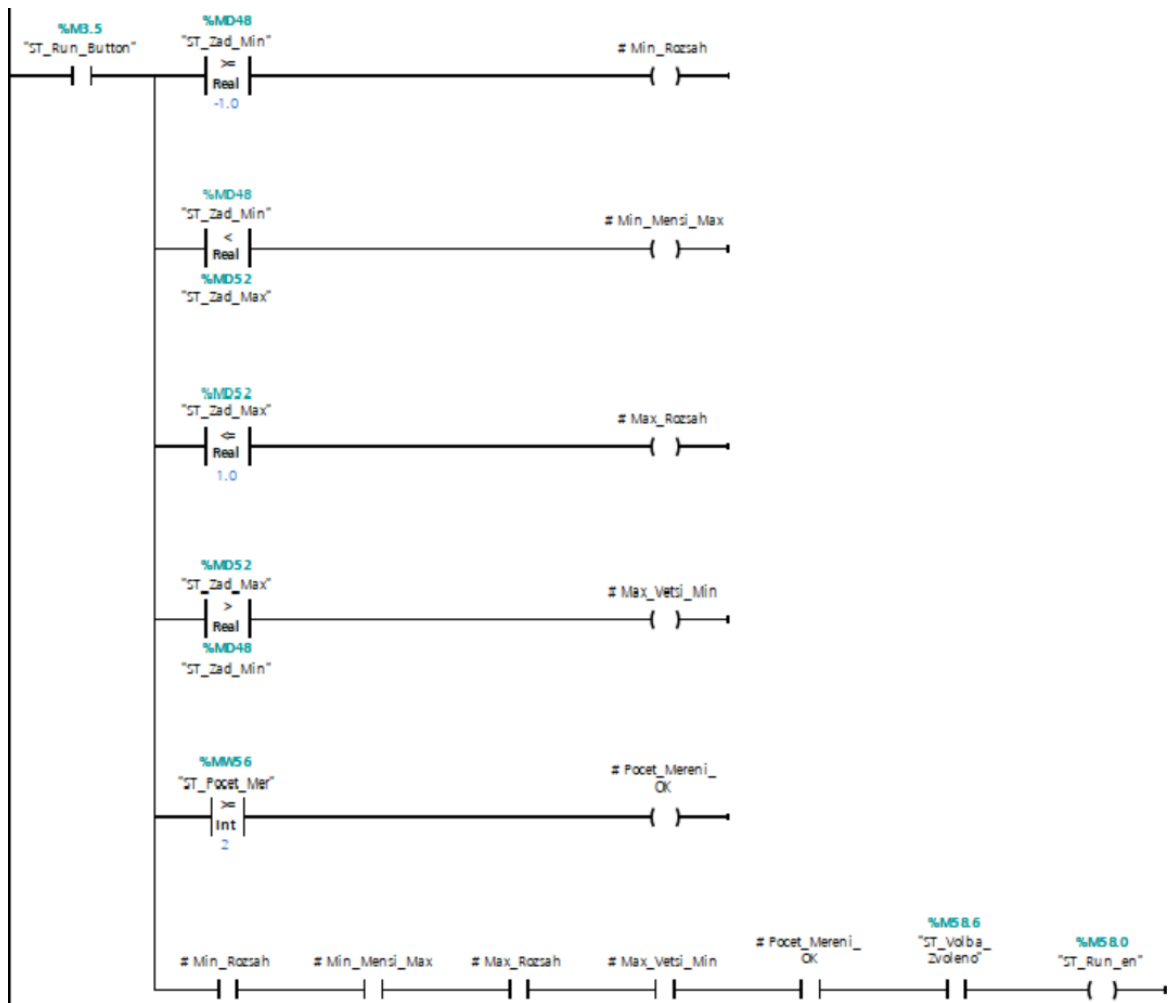 %M3.5
"ST_Run_Button"
%MD48
"ST_Zad_Min"
>=
Real
-1.0
# Min_Rozsah
%MD48
"ST_Zad_Min"
<
Real
%MD52
"ST_Zad_Max"
# Min_Mensi_Max
%MD52
"ST_Zad_Max"
<=
Real
1.0
# Max_Rozsah
%MD52
"ST_Zad_Max"
>
Real
%MD48
"ST_Zad_Min"
# Max_Vetsi_Min
%MW56
"ST_Pocet_Mer"
>=
Int
2
# Pocet_Mereni_
OK
# Min_Rozsah
# Min_Mensi_Max
# Max_Rozsah
# Max_Vetsi_Min
# Pocet_Mereni_
OK
%M58.6
"ST_Volba_
Zvoleno"
%M58.0
"ST_Run_en"